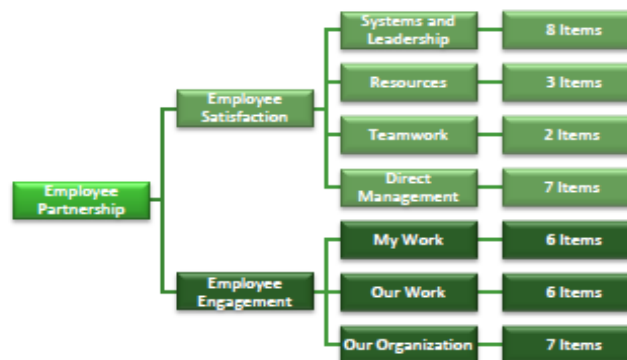 Systems and
Leadership
8 Items
Resources
3 Items
Employee
Satisfaction
Teamwork
2 Items
Direct
Management
7 Items
Employee
Partnership
My Work
6 Items
Employee
Engagement
Our Work
6 Items
Our Organization
7 Items